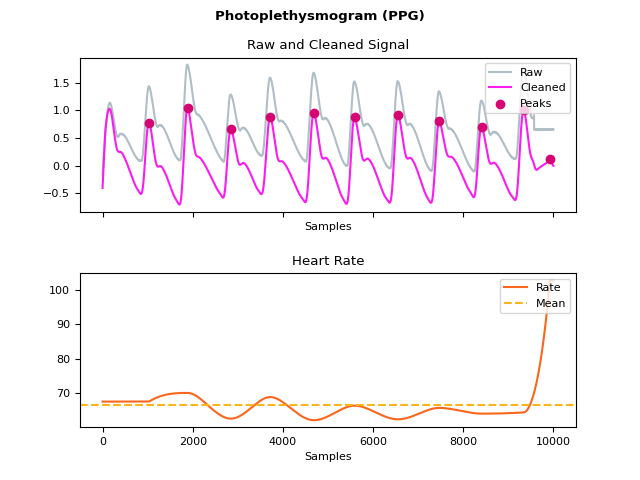 Photoplethysmogram (PPG)
Raw and Cleaned Signal
Raw
Cleaned
Peaks
1.5
1.0
0.5
0.0
−0.5
Samples
Heart Rate
Rate
Mean
100
90
80
70
0 2000 4000 6000 8000 10000
Samples